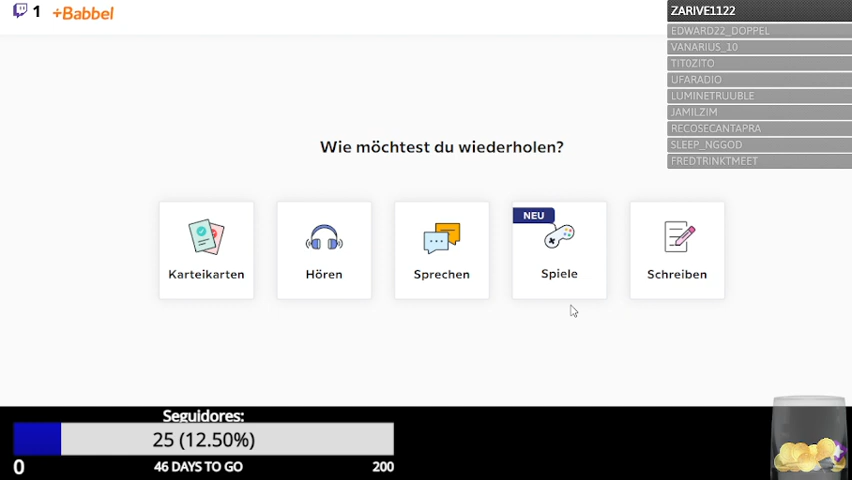 1 +Babbel
ZARIVE1122
EDWARD22_DOPPEL
VANARIUS_10
TIT0ZITO
UFARADIO
LUMINETRUUBLE
JAMILZIM
RECOSECANTAPRA
SLEEP_NGGOD
FREDTRINKTMEET
Wie möchtest du wiederholen?
NEU
Karteikarten Hören Sprechen Spiele Schreiben
Seguidores:
25 (12.50%)
0 46 DAYS TO GO 200